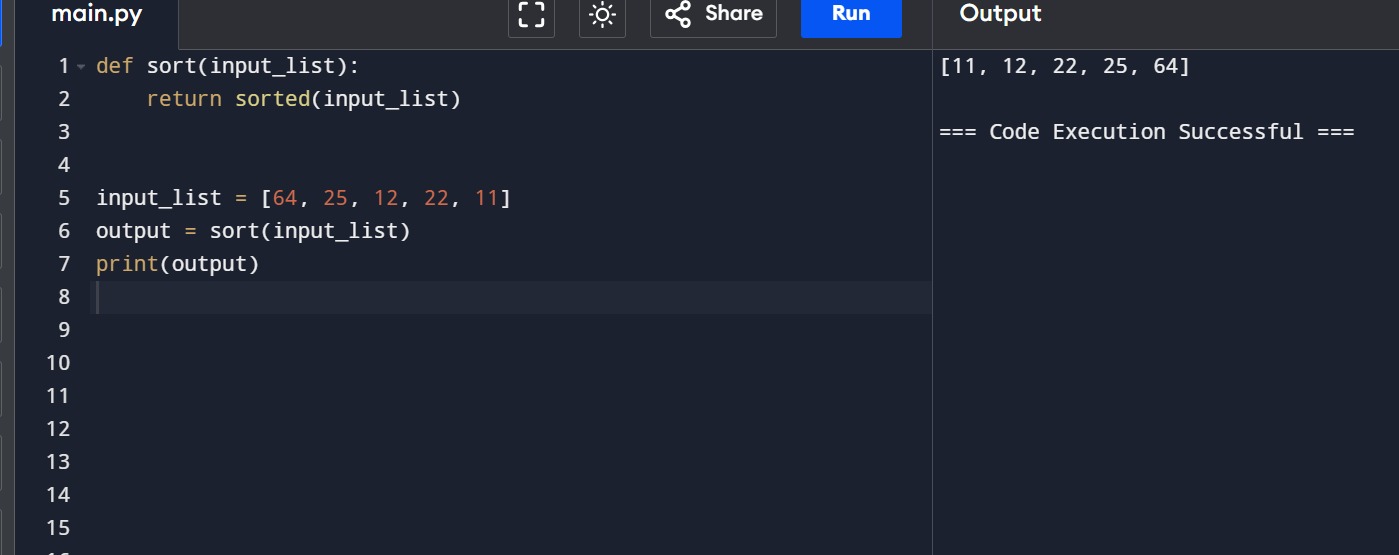 main.py
Share
Run
Output
1 def sort(input_list):
2     return sorted(input_list)
3
4
5 input_list = [64, 25, 12, 22, 11]
6 output = sort(input_list)
7 print(output)
8
9
10
11
12
13
14
15
[11, 12, 22, 25, 64]
=== Code Execution Successful ===